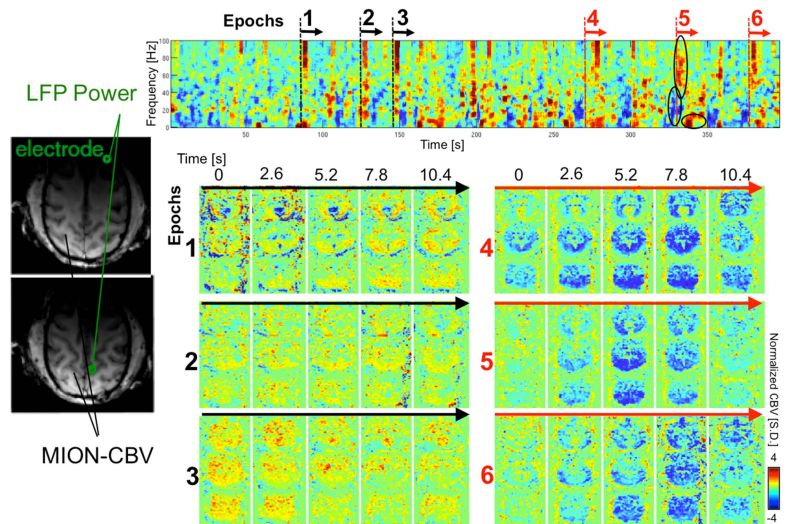 Epochs 1 2 3 4 5 6
Frequency [Hz]
100
80
60
40
20
0
50 100 150 200 250 300 350
Time [s]
LFP Power
electrode
MION-CBV
Time [s]
0 2.6 5.2 7.8 10.4
0 2.6 5.2 7.8 10.4
Epochs
1
2
3
4
5
6
Normalized CBV [S.D.]
4
-4